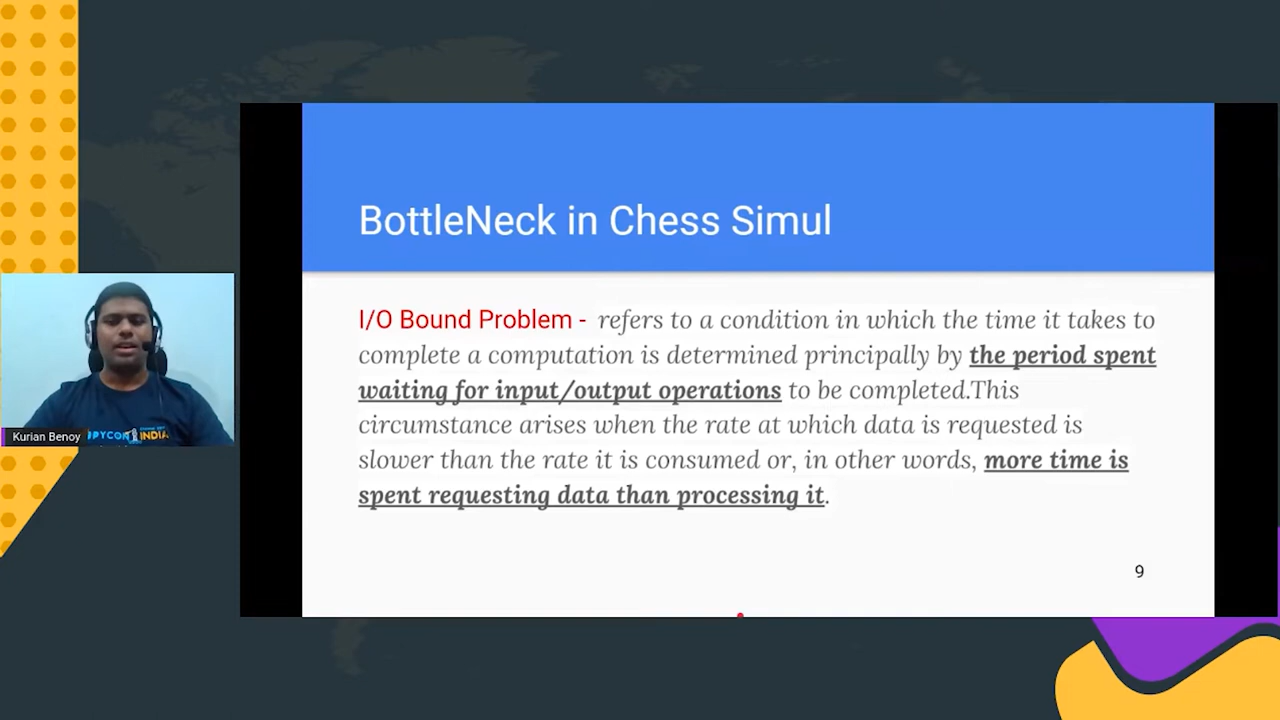 BottleNeck in Chess Simul
I/O Bound Problem - refers to a condition in which the time it takes to
complete a computation is determined principally by the period spent
waiting for input/output operations to be completed.This
circumstance arises when the rate at which data is requested is
slower than the rate it is consumed or, in other words, more time is
spent requesting data than processing it.
9
Kurian Benoy
PYCON INDIA